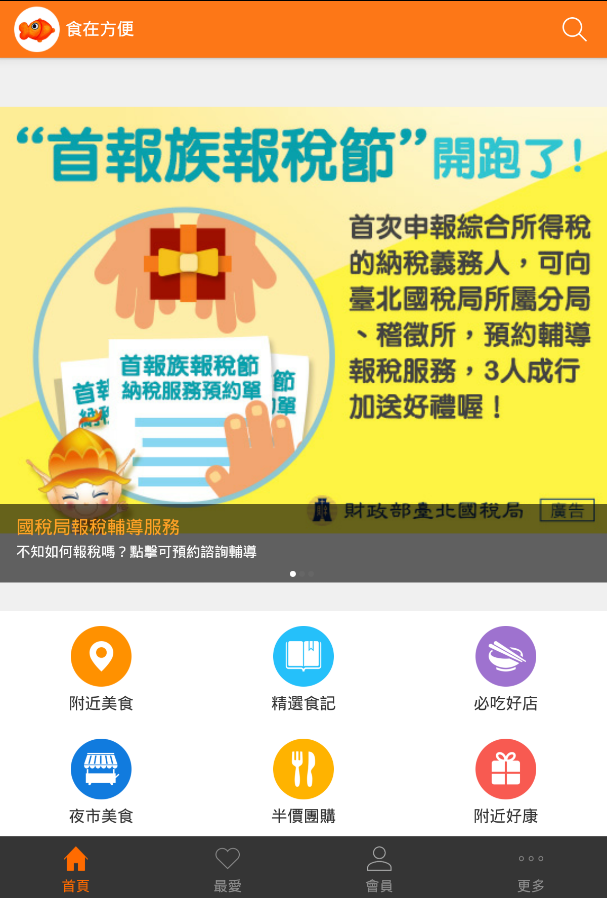 食在方便
“首報族報稅節”開跑了!
首次申報綜合所得稅
的納稅義務人，可向
臺北國稅局所屬分局
、稽徵所，預約輔導
報稅服務，3人成行
加送好禮喔！
首報族報稅節
納稅服務預約單
首報
納稅
節
單
財政部臺北國稅局
廣告
國稅局報稅輔導服務
不知如何報稅嗎？點擊可預約諮詢輔導
附近美食
精選食記
必吃好店
夜市美食
半價團購
附近好康
首頁
最愛
會員
更多